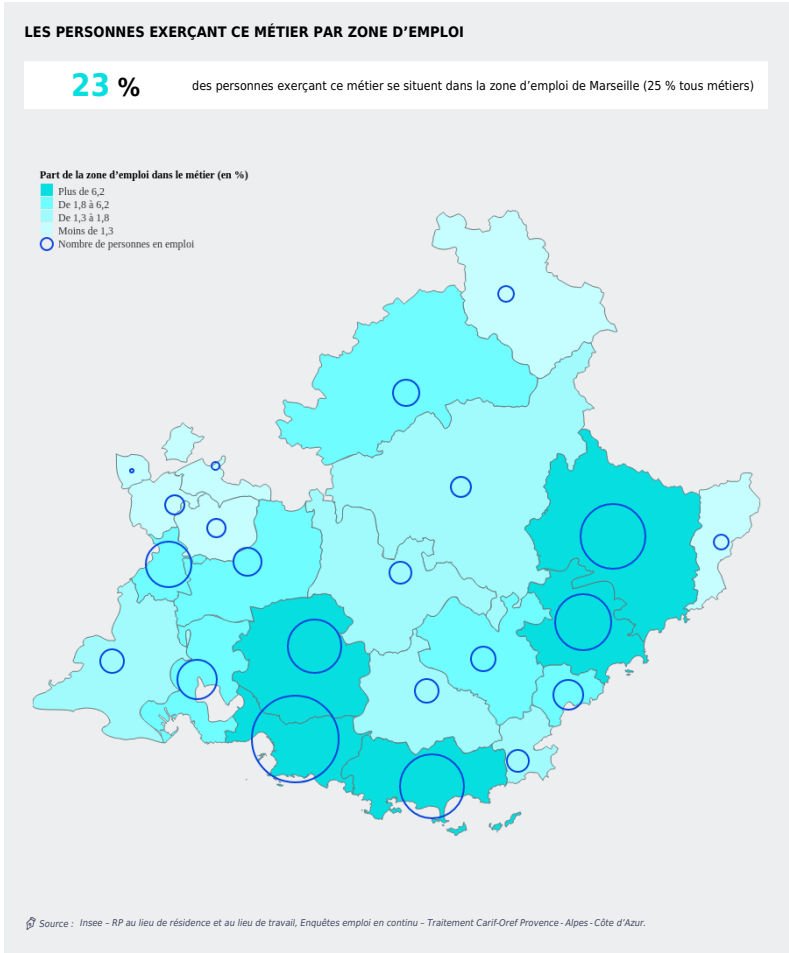 LES PERSONNES EXERÇANT CE MÉTIER PAR ZONE D’EMPLOI
23 % des personnes exerçant ce métier se situent dans la zone d’emploi de Marseille (25 % tous métiers)
Part de la zone d’emploi dans le métier (en %)
Plus de 6,2
De 1,8 à 6,2
De 1,3 à 1,8
Moins de 1,3
Nombre de personnes en emploi
Source : Insee – RP au lieu de résidence et au lieu de travail, Enquêtes emploi en continu – Traitement Carif-Oref Provence - Alpes - Côte d’Azur.